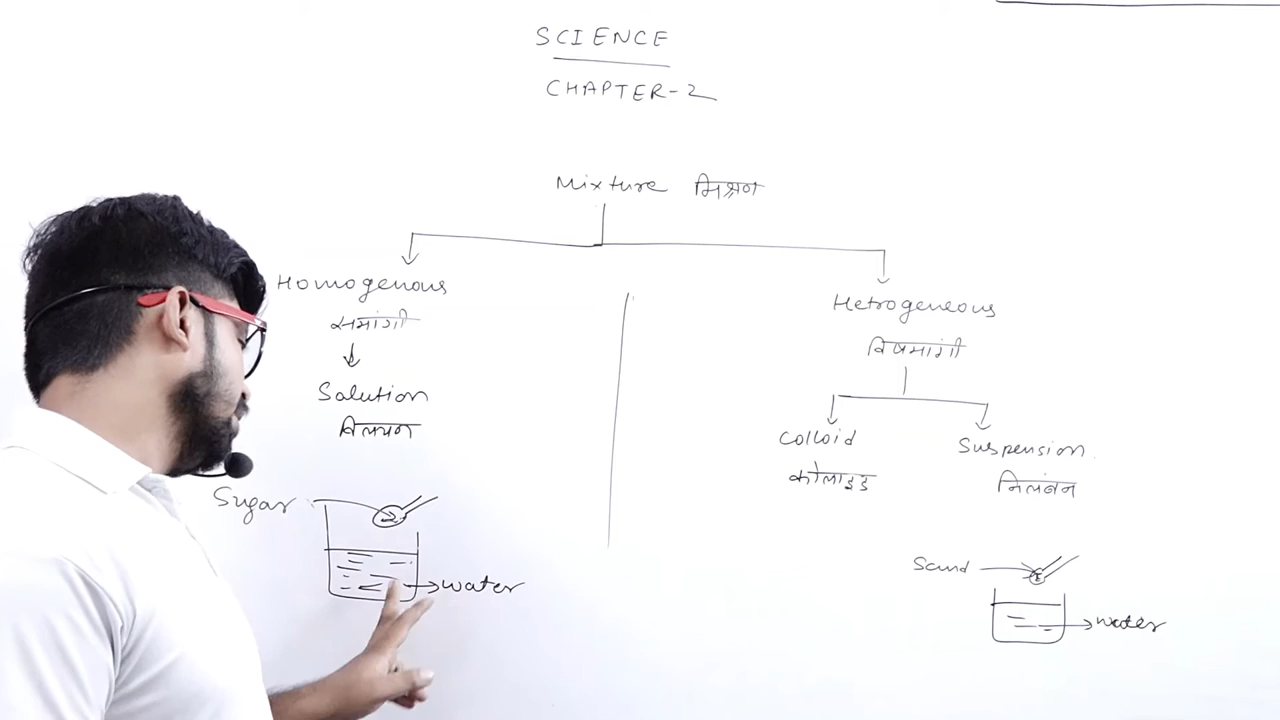 SCIENCE
CHAPTER-2
Mixture मिश्रण
Homogenous
समांगी
Solution
विलयन
Sugar
water
Hetrogeneous
विषमांगी
Colloid
कोलाइड
Suspension
निलंबन
Sand
water